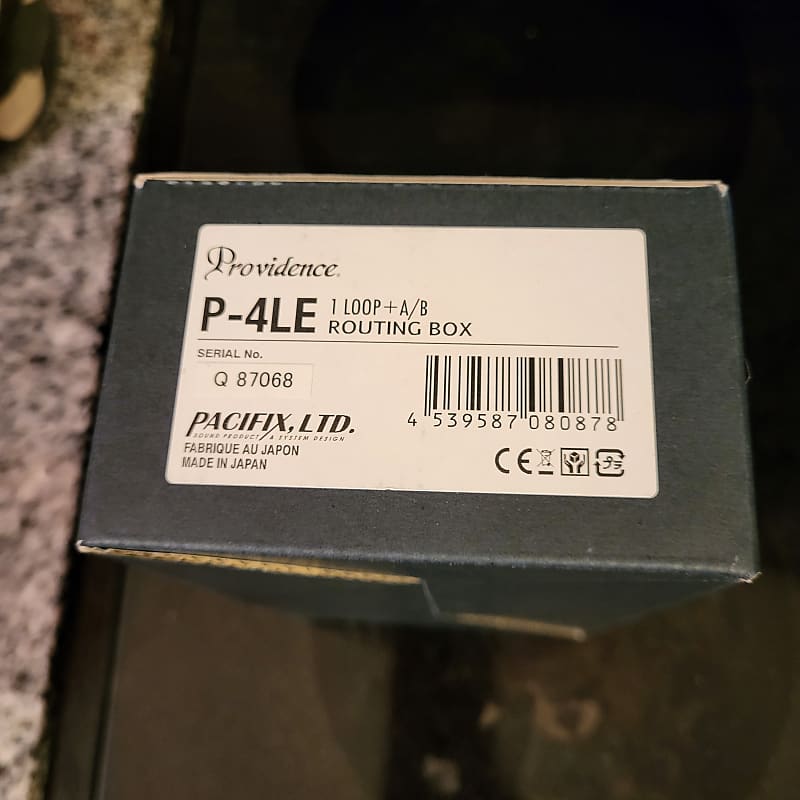 Providence.
P-4LE 1 LOOP+A/B
ROUTING BOX
SERIAL No.
Q 87068
4 539587 080878
PACIFIX, LTD.
SOUND PRODUCT & SYSTEM DESIGN
FABRIQUE AU JAPON
MADE IN JAPAN
CE